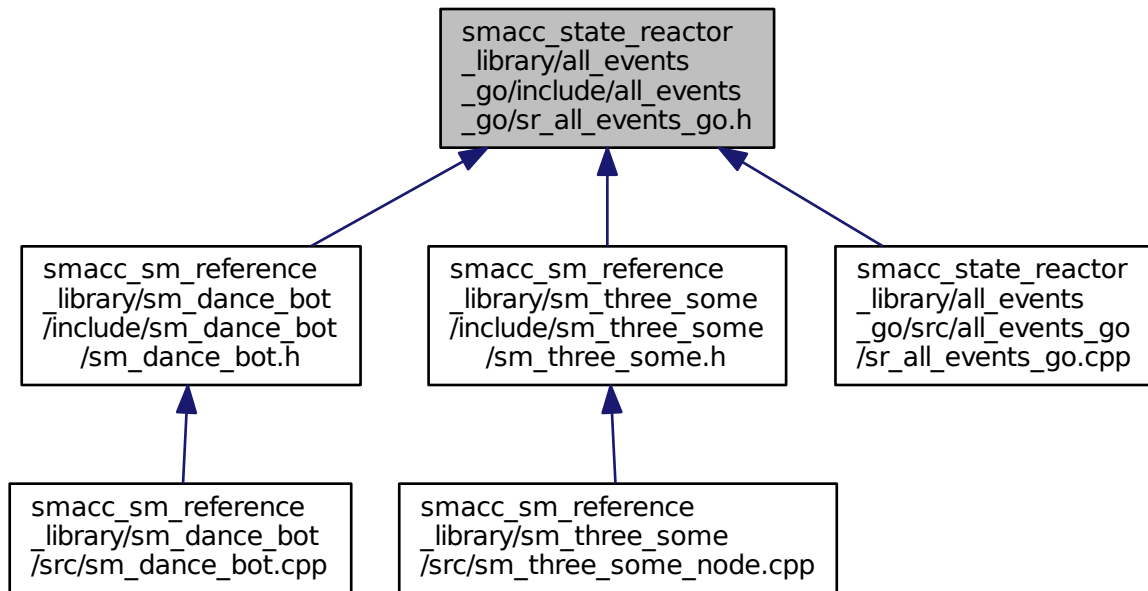 smacc_state_reactor
_library/all_events
_go/include/all_events
_go/sr_all_events_go.h
smacc_sm_reference
_library/sm_dance_bot
/include/sm_dance_bot
/sm_dance_bot.h
smacc_sm_reference
_library/sm_three_some
/include/sm_three_some
/sm_three_some.h
smacc_state_reactor
_library/all_events
_go/src/all_events_go
/sr_all_events_go.cpp
smacc_sm_reference
_library/sm_dance_bot
/src/sm_dance_bot.cpp
smacc_sm_reference
_library/sm_three_some
/src/sm_three_some_node.cpp